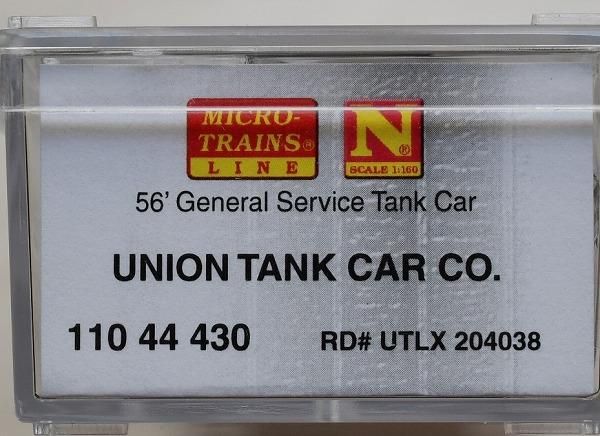 MICRO-
TRAINS®
LINE
N®
SCALE 1:160
56' General Service Tank Car
UNION TANK CAR CO.
110 44 430 RD# UTLX 204038